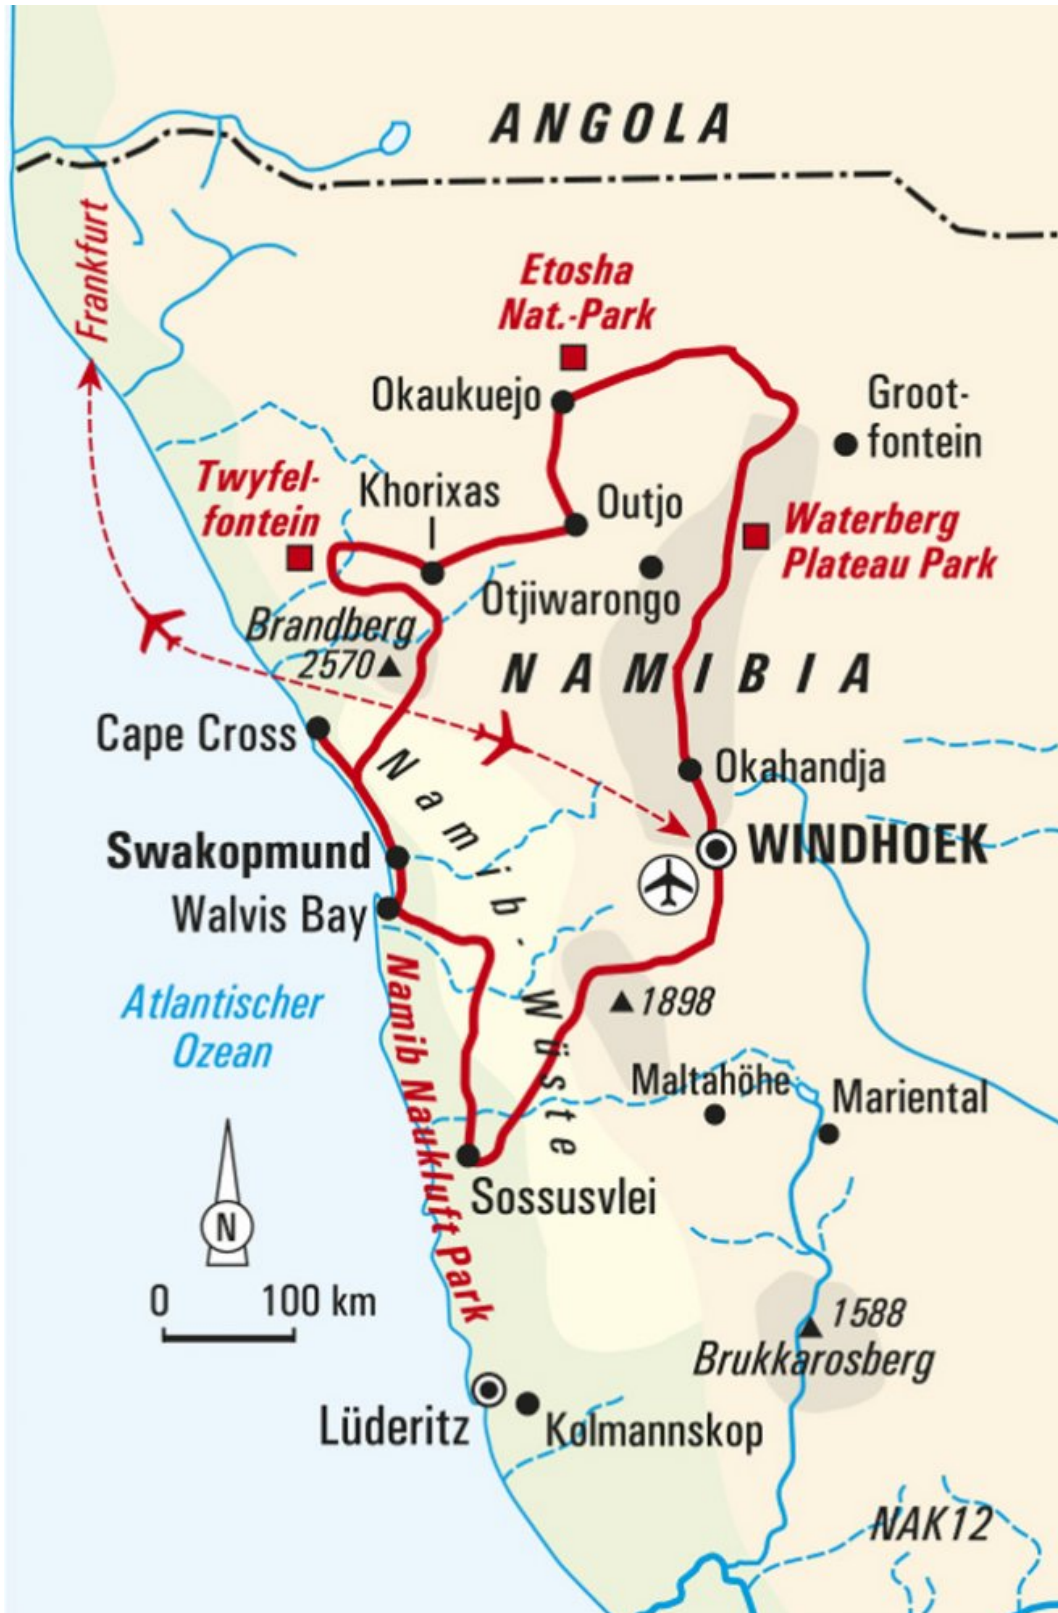 ANGOLA
Frankfurt
Etosha
Nat.-Park
Okaukuejo
Groot-
fontein
Twyfel-
fontein
Khorixas
Outjo
Waterberg
Plateau Park
Otjiwarongo
Brandberg
2570
NAMIBIA
Cape Cross
Okahandja
Namib-
Wüste
Swakopmund
WINDHOEK
Walvis Bay
Namib Naukluft Park
Atlantischer
Ozean
1898
Maltahöhe
Mariental
Sossusvlei
N
0 100 km
1588
Brukkarosberg
Lüderitz
Kolmannskop
NAK12